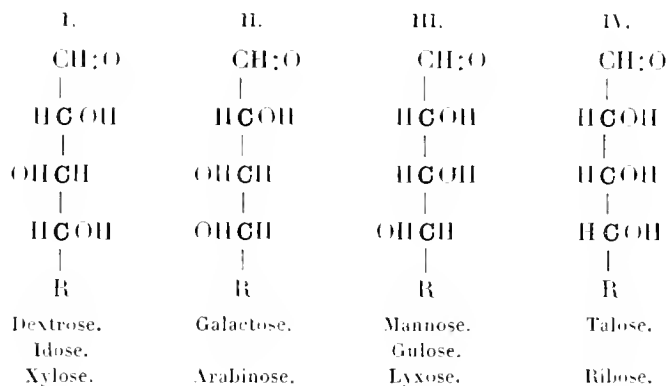 I. II. III. IV.
CH:O CH:O CH:O CH:O
HCOH HCOH HCOH HCOH
OHCH OHCH HCOH HCOH
HCOH OHCH OHCH HCOH
R R R R
Dextrose. Galactose. Mannose. Talose.
Idose. Gulose.
Xylose. Arabinose. Lyxose. Ribose.